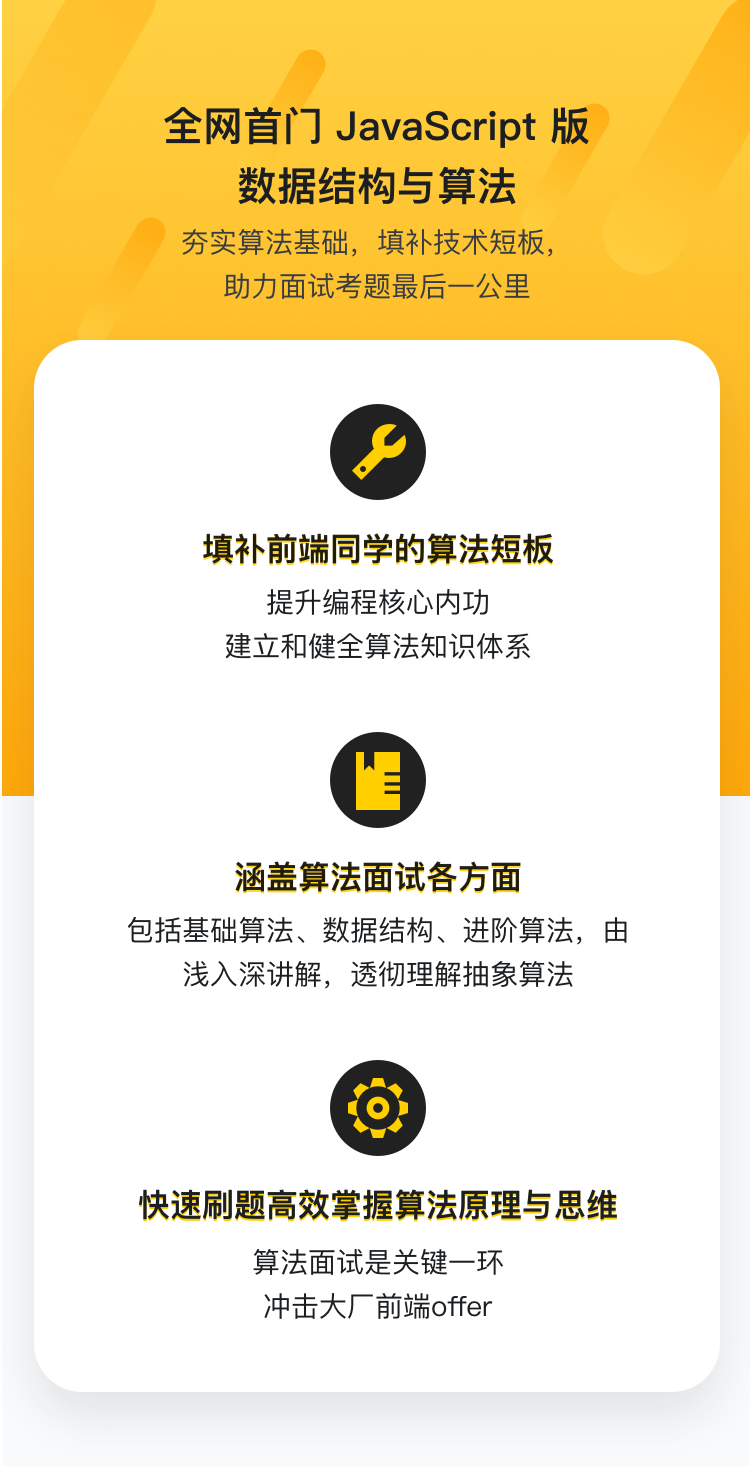 全网首门 JavaScript 版
数据结构与算法
夯实算法基础，填补技术短板，
助力面试考题最后一公里
填补前端同学的算法短板
提升编程核心内功
建立和健全算法知识体系
涵盖算法面试各方面
包括基础算法、数据结构、进阶算法，由
浅入深讲解，透彻理解抽象算法
快速刷题高效掌握算法原理与思维
算法面试是关键一环
冲击大厂前端offer